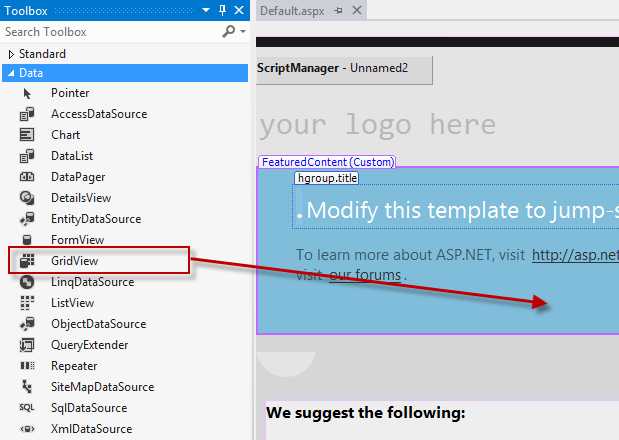 Toolbox
Search Toolbox
Standard
Data
Pointer
AccessDataSource
Chart
DataList
DataPager
DetailsView
EntityDataSource
FormView
GridView
LinqDataSource
ListView
ObjectDataSource
QueryExtender
Repeater
SiteMapDataSource
SQL SqlDataSource
XmlDataSource
Default.aspx
ScriptManager - Unnamed2
your logo here
FeaturedContent (Custom)
hgroup.title
. Modify this template to jump-s
To learn more about ASP.NET, visit http://asp.net
visit our forums .
We suggest the following: